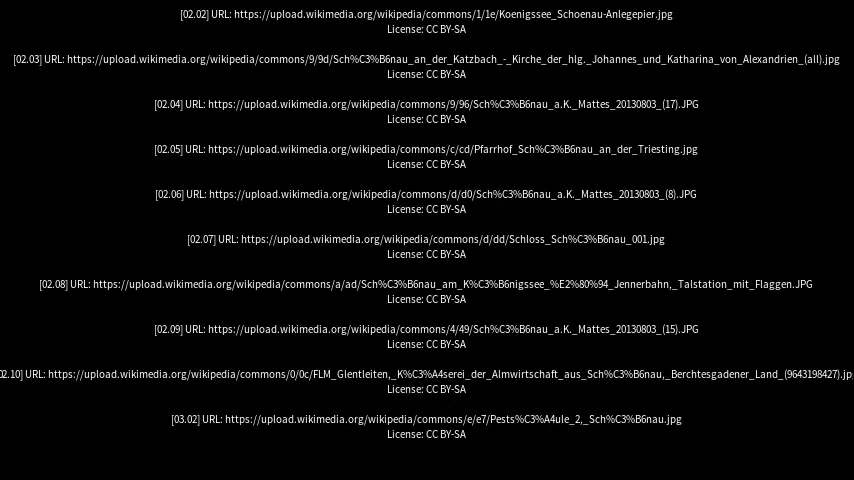 [02.02] URL: https://upload.wikimedia.org/wikipedia/commons/1/1e/Koenigssee_Schoenau-Anlegepier.jpg
License: CC BY-SA
[02.03] URL: https://upload.wikimedia.org/wikipedia/commons/9/9d/Sch%C3%B6nau_an_der_Katzbach_-_Kirche_der_hlg._Johannes_und_Katharina_von_Alexandrien_(all).jpg
License: CC BY-SA
[02.04] URL: https://upload.wikimedia.org/wikipedia/commons/9/96/Sch%C3%B6nau_a.K._Mattes_20130803_(17).JPG
License: CC BY-SA
[02.05] URL: https://upload.wikimedia.org/wikipedia/commons/c/cd/Pfarrhof_Sch%C3%B6nau_an_der_Triesting.jpg
License: CC BY-SA
[02.06] URL: https://upload.wikimedia.org/wikipedia/commons/d/d0/Sch%C3%B6nau_a.K._Mattes_20130803_(8).JPG
License: CC BY-SA
[02.07] URL: https://upload.wikimedia.org/wikipedia/commons/d/dd/Schloss_Sch%C3%B6nau_001.jpg
License: CC BY-SA
[02.08] URL: https://upload.wikimedia.org/wikipedia/commons/a/ad/Sch%C3%B6nau_am_K%C3%B6nigssee_%E2%80%94_Jennerbahn,_Talstation_mit_Flaggen.JPG
License: CC BY-SA
[02.09] URL: https://upload.wikimedia.org/wikipedia/commons/4/49/Sch%C3%B6nau_a.K._Mattes_20130803_(15).JPG
License: CC BY-SA
02.10] URL: https://upload.wikimedia.org/wikipedia/commons/0/0c/FLM_Glentleiten,_K%C3%A4serei_der_Almwirtschaft_aus_Sch%C3%B6nau,_Berchtesgadener_Land_(9643198427).jp
License: CC BY-SA
[03.02] URL: https://upload.wikimedia.org/wikipedia/commons/e/e7/Pests%C3%A4ule_2,_Sch%C3%B6nau.jpg
License: CC BY-SA